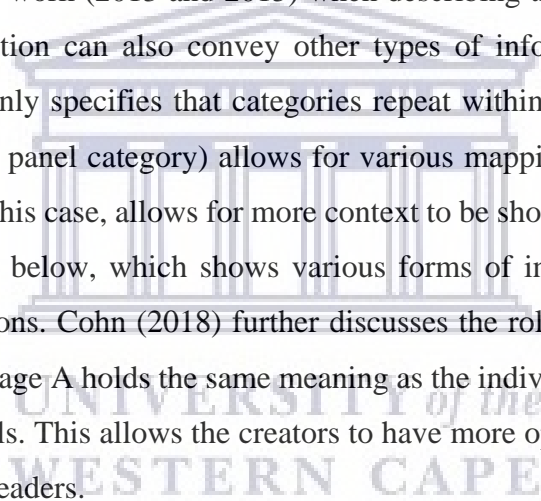 work (2013 and 2015) when describing
tion can also convey other types of info
nly specifies that categories repeat within
panel category) allows for various mappi
his case, allows for more context to be sho
below, which shows various forms of in
ons. Cohn (2018) further discusses the rol
age A holds the same meaning as the indiv
UNIVERSITY of the
ls. This allows the creators to have more op
WESTERN CAPE
eaders.